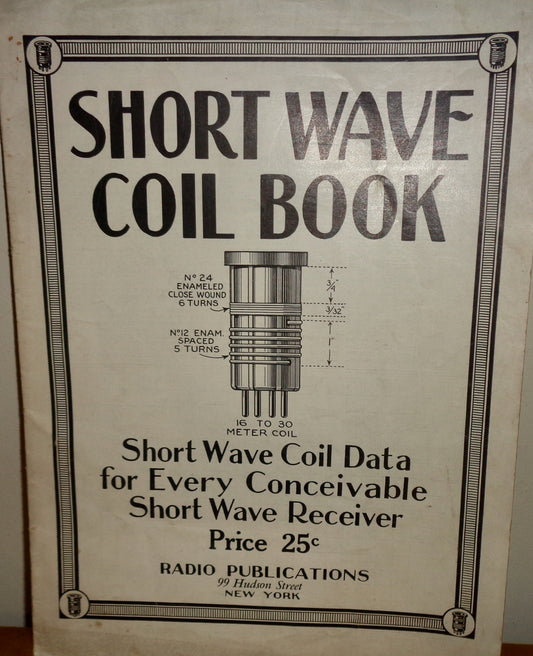 SHORT WAVE
COIL BOOK
Nº 24
ENAMELED
CLOSE WOUND
6 TURNS
3/4"
3/32"
Nº12 ENAM.
SPACED
5 TURNS
1"
16 TO 30
METER COIL
Short Wave Coil Data
for Every Conceivable
Short Wave Receiver
Price 25c
RADIO PUBLICATIONS
99 Hudson Street
NEW YORK